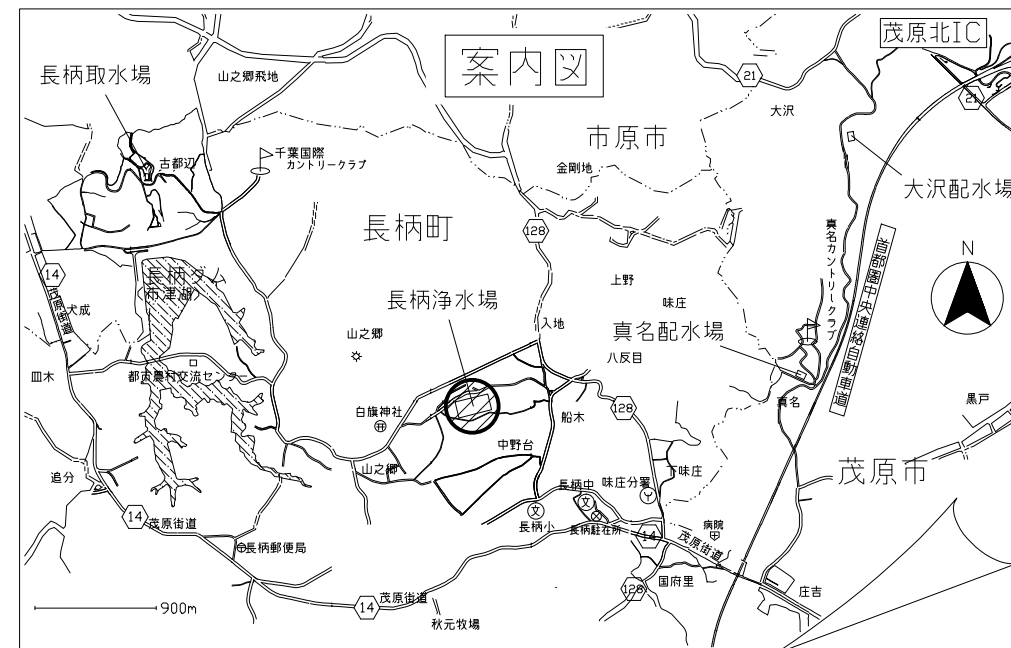 案内図
茂原北IC
長柄取水場
山之郷飛地
21
大沢
21
市原市
古都辺
千葉国際
カントリークラブ
金剛地
大沢配水場
長柄町
128
真名カントリークラブ
首都圏中央連絡自動車道
N
14
茂原街道
犬成
長柄ダム
(市津湖)
長柄浄水場
上野
味庄
真名配水場
入地
山之郷
八反目
皿木
都市農村交流センター
白旗神社
128
船木
真名
黒戸
中野台
茂原市
山之郷
追分
長柄中
味庄分署
下味庄
文
文
長柄小
長柄駐在所
14
茂原街道
14
茂原街道
病院
長柄郵便局
128
国府里
庄吉
900m
14
茂原街道
秋元牧場